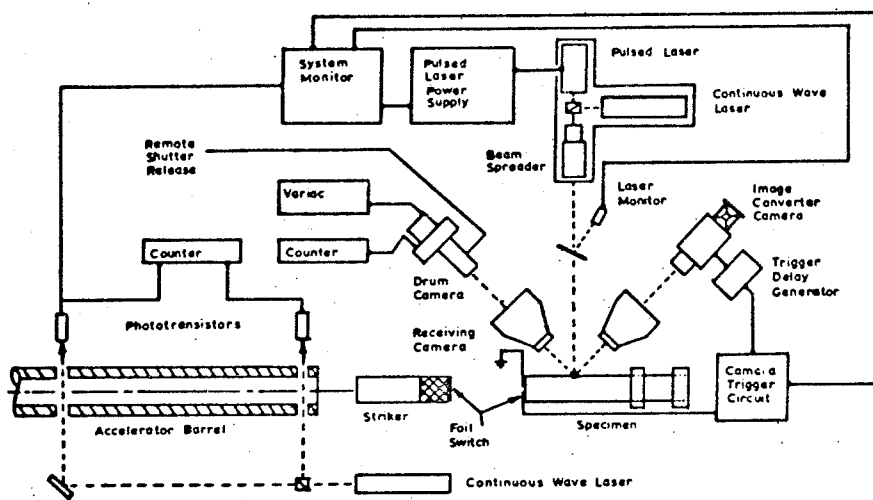 System
Monitor
Pulsed
Laser
Power
Supply
Pulsed Laser
Continuous Wave
Laser
Beam
Spreader
Remote
Shutter
Release
Laser
Monitor
Image
Converter
Camera
Variac
Counter
Counter
Drum
Camera
Trigger
Delay
Generator
Phototransistors
Receiving
Camera
Camera
Trigger
Circuit
Striker
Foil
Switch
Specimen
Accelerator Barrel
Continuous Wave Laser